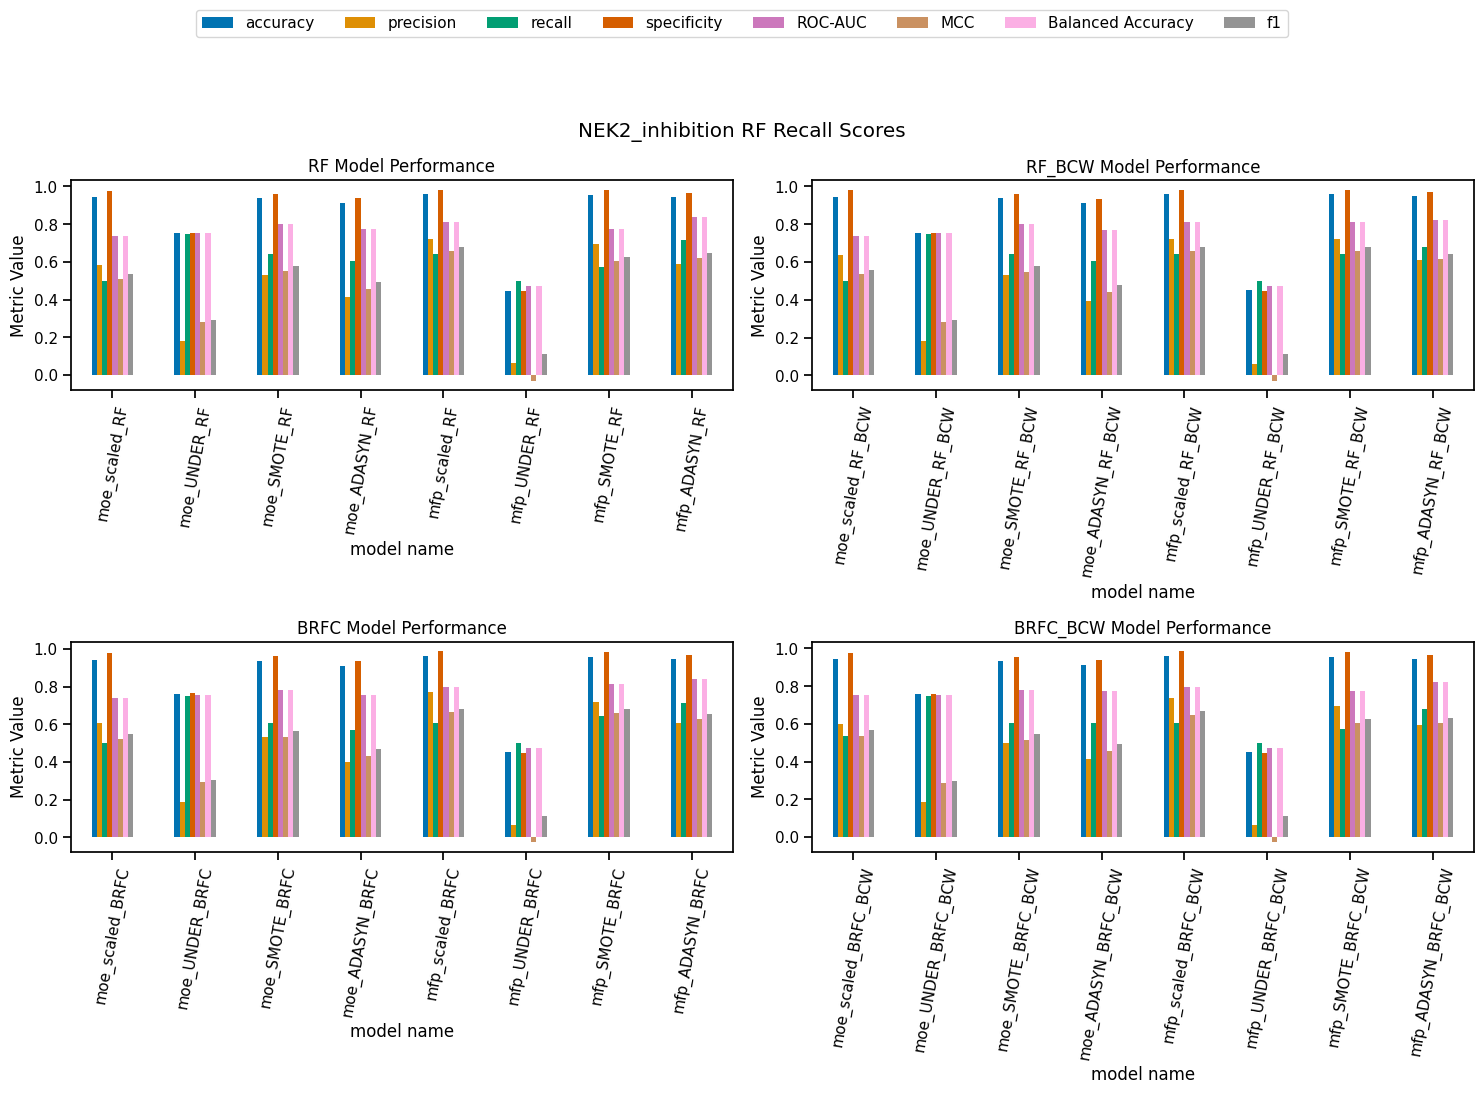 accuracy precision recall specificity ROC-AUC MCC Balanced Accuracy f1
NEK2_inhibition RF Recall Scores
RF Model Performance
Metric Value
1.0
0.8
0.6
0.4
0.2
0.0
moe_scaled_RF
moe_UNDER_RF
moe_SMOTE_RF
moe_ADASYN_RF
mfp_scaled_RF
mfp_UNDER_RF
mfp_SMOTE_RF
mfp_ADASYN_RF
model name
RF_BCW Model Performance
Metric Value
1.0
0.8
0.6
0.4
0.2
0.0
moe_scaled_RF_BCW
moe_UNDER_RF_BCW
moe_SMOTE_RF_BCW
moe_ADASYN_RF_BCW
mfp_scaled_RF_BCW
mfp_UNDER_RF_BCW
mfp_SMOTE_RF_BCW
mfp_ADASYN_RF_BCW
model name
BRFC Model Performance
Metric Value
1.0
0.8
0.6
0.4
0.2
0.0
moe_scaled_BRFC
moe_UNDER_BRFC
moe_SMOTE_BRFC
moe_ADASYN_BRFC
mfp_scaled_BRFC
mfp_UNDER_BRFC
mfp_SMOTE_BRFC
mfp_ADASYN_BRFC
model name
BRFC_BCW Model Performance
Metric Value
1.0
0.8
0.6
0.4
0.2
0.0
moe_scaled_BRFC_BCW
moe_UNDER_BRFC_BCW
moe_SMOTE_BRFC_BCW
moe_ADASYN_BRFC_BCW
mfp_scaled_BRFC_BCW
mfp_UNDER_BRFC_BCW
mfp_SMOTE_BRFC_BCW
mfp_ADASYN_BRFC_BCW
model name